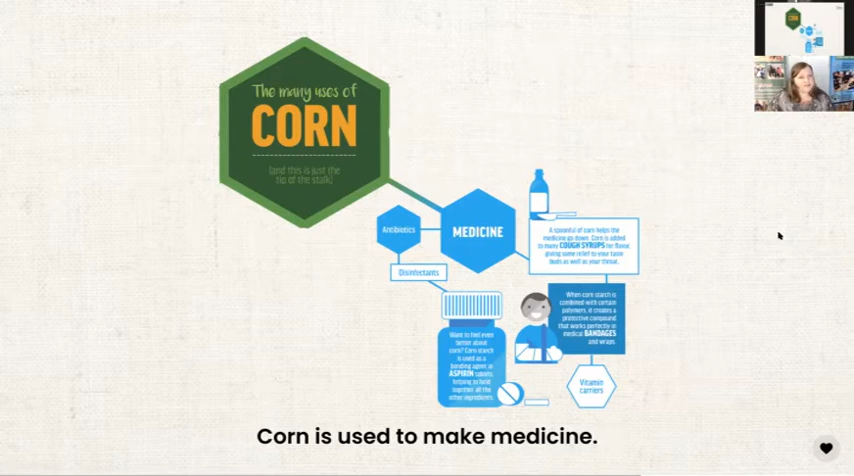 The many uses of
CORN
(and this is just the
tip of the stalk)
MEDICINE
Antibiotics
Disinfectants
A spoonful of corn helps the
medicine go down. Corn is added
to many COUGH SYRUPS for flavor
giving some relief to your taste
buds as well as your throat.
When corn starch is
combined with certain
polymers, it creates a
protective compound
that works perfectly in
medical BANDAGES
and wraps.
Want to feel even
better about
corn? Corn starch
is used as a
bonding agent in
ASPIRIN tablets,
helping to hold
together all the
other ingredients.
Vitamin
carriers
Corn is used to make medicine.